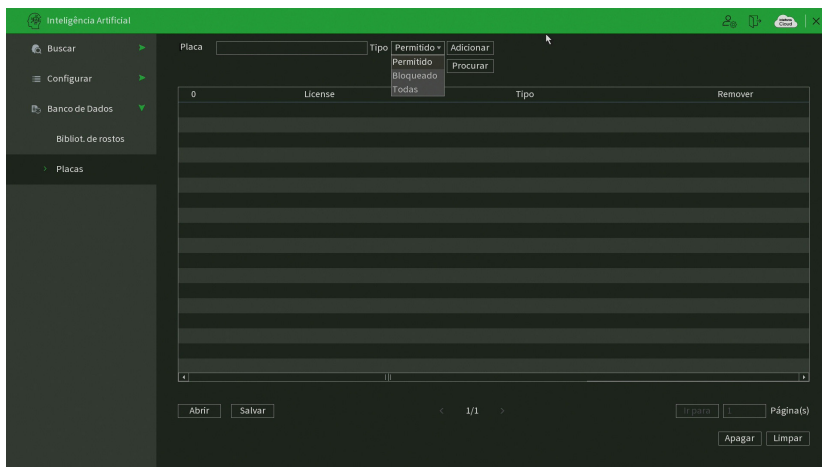 Inteligência Artificial
Cloud
Buscar
Configurar
Banco de Dados
Bibliot. de rostos
Placas
Placa Tipo Permitido Adicionar
Permitido
Bloqueado
Todas
Procurar
0 License Tipo Remover
Abrir Salvar 1/1 Ir para 1 Página(s)
Apagar Limpar